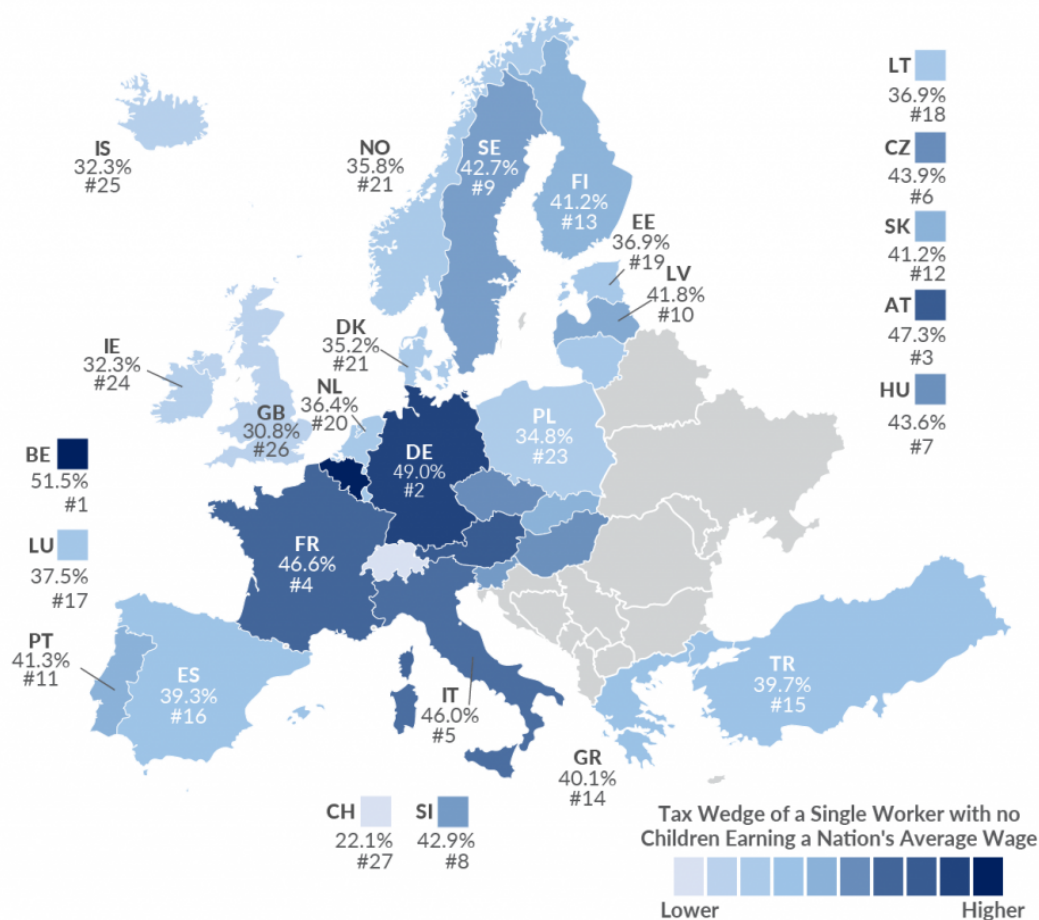 IS
32.3%
#25
NO
35.8%
#21
SE
42.7%
#9
FI
41.2%
#13
EE
36.9%
#19
LV
41.8%
#10
LT
36.9%
#18
CZ
43.9%
#6
SK
41.2%
#12
AT
47.3%
#3
HU
43.6%
#7
IE
32.3%
#24
DK
35.2%
#21
NL
36.4%
#20
GB
30.8%
#26
PL
34.8%
#23
DE
49.0%
#2
BE
51.5%
#1
LU
37.5%
#17
FR
46.6%
#4
PT
41.3%
#11
ES
39.3%
#16
IT
46.0%
#5
TR
39.7%
#15
GR
40.1%
#14
CH
22.1%
#27
SI
42.9%
#8
Tax Wedge of a Single Worker with no
Children Earning a Nation's Average Wage
Lower
Higher